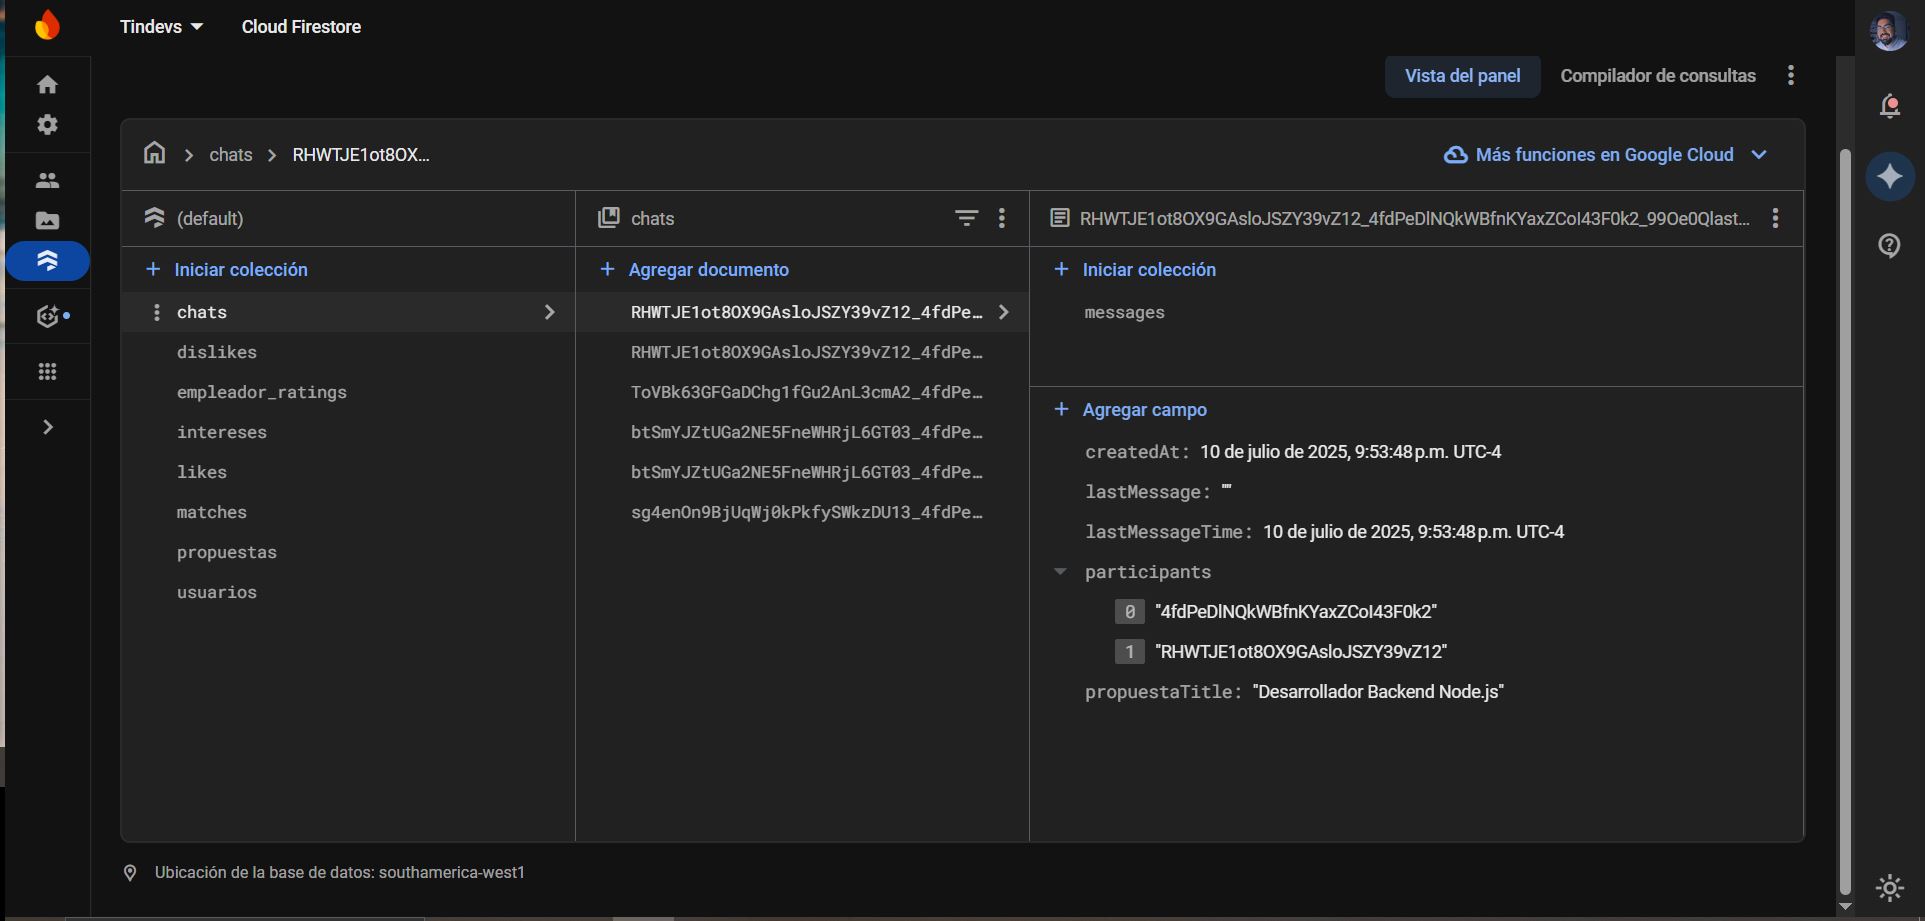 Tindevs
Cloud Firestore
Vista del panel
Compilador de consultas
chats
RHWTJE1ot8OX...
Más funciones en Google Cloud
(default)
Iniciar colección
chats
dislikes
empleador_ratings
intereses
likes
matches
propuestas
usuarios
chats
Agregar documento
RHWTJE1ot8OX9GAsloJSZY39vZ12_4fdPe…
RHWTJE1ot8OX9GAsloJSZY39vZ12_4fdPe…
ToVBk63GFGaDChg1fGu2AnL3cmA2_4fdPe…
btSmYJZtUGa2NE5FneWHRjL6GT03_4fdPe…
btSmYJZtUGa2NE5FneWHRjL6GT03_4fdPe…
sg4enOn9BjUqWj0kPkfySWkzDU13_4fdPe…
RHWTJE1ot8OX9GAsloJSZY39vZ12_4fdPeDlNQkWBfnKYaxZCoI43F0k2_99Oe0Qlast...
Iniciar colección
messages
Agregar campo
createdAt: 10 de julio de 2025, 9:53:48 p.m. UTC-4
lastMessage: ""
lastMessageTime: 10 de julio de 2025, 9:53:48 p.m. UTC-4
participants
0 "4fdPeDlNQkWBfnKYaxZCoI43F0k2"
1 "RHWTJE1ot8OX9GAsloJSZY39vZ12"
propuestaTitle: "Desarrollador Backend Node.js"
Ubicación de la base de datos: southamerica-west1